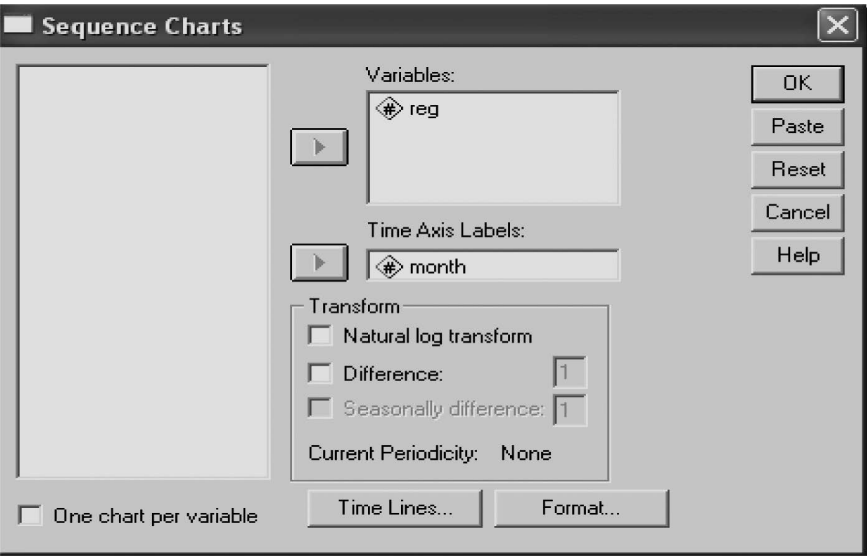 Sequence Charts
Variables:
# reg
Time Axis Labels:
# month
Transform
Natural log transform
Difference: 1
Seasonally difference: 1
Current Periodicity: None
One chart per variable
Time Lines...
Format...
OK
Paste
Reset
Cancel
Help